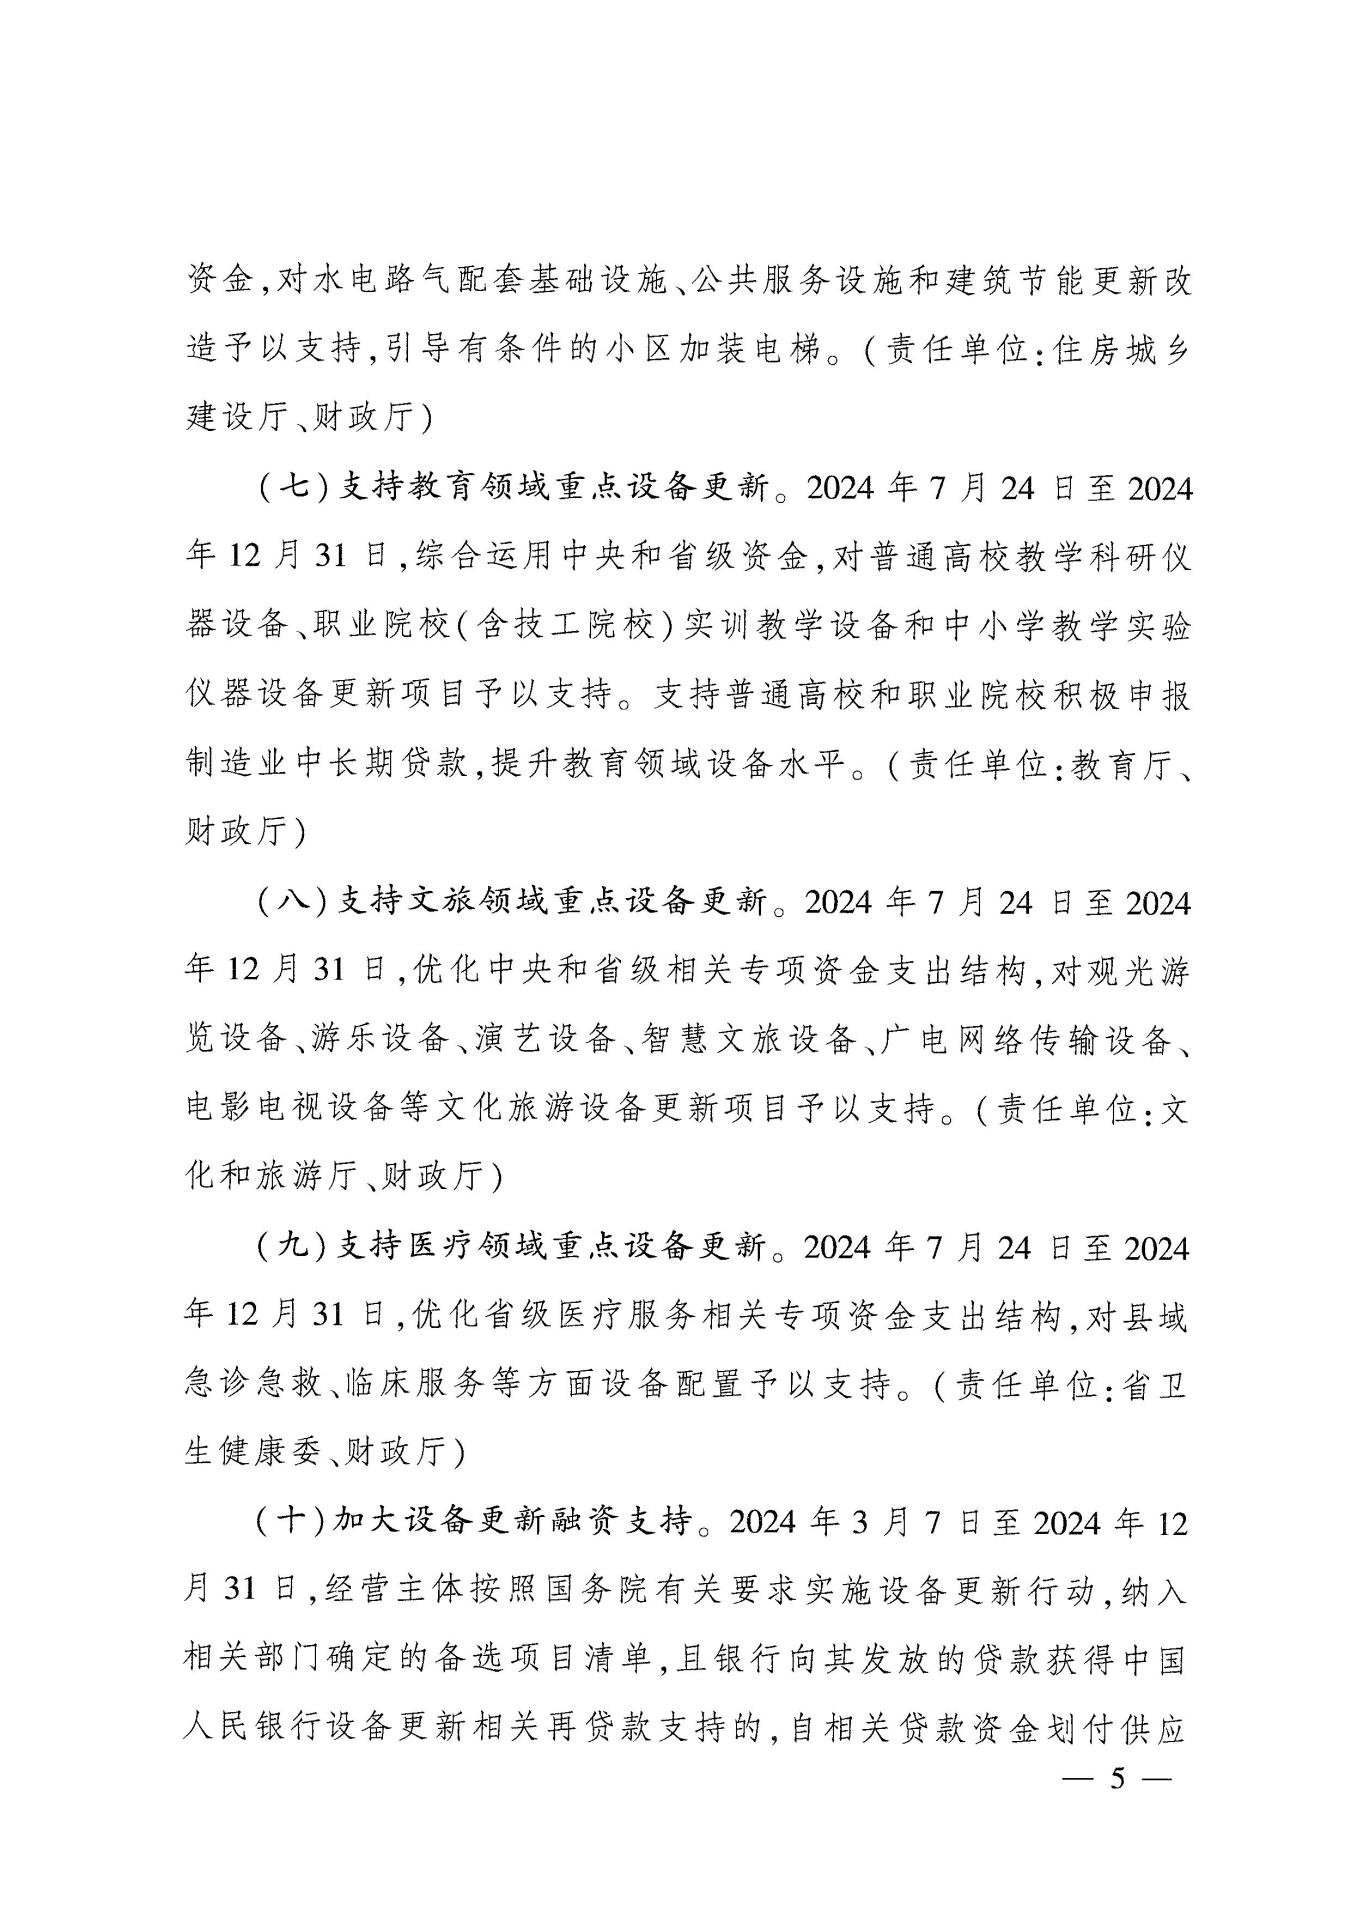 资金,对水电路气配套基础设施、公共服务设施和建筑节能更新改
造予以支持,引导有条件的小区加装电梯。(责任单位:住房城乡
建设厅、财政厅)
(七)支持教育领域重点设备更新。2024 年 7 月 24 日至 2024
年 12 月 31 日,综合运用中央和省级资金,对普通高校教学科研仪
器设备、职业院校(含技工院校)实训教学设备和中小学教学实验
仪器设备更新项目予以支持。支持普通高校和职业院校积极申报
制造业中长期贷款,提升教育领域设备水平。(责任单位:教育厅、
财政厅)
(八)支持文旅领域重点设备更新。2024 年 7 月 24 日至 2024
年 12 月 31 日,优化中央和省级相关专项资金支出结构,对观光游
览设备、游乐设备、演艺设备、智慧文旅设备、广电网络传输设备、
电影电视设备等文化旅游设备更新项目予以支持。(责任单位:文
化和旅游厅、财政厅)
(九)支持医疗领域重点设备更新。2024 年 7 月 24 日至 2024
年 12 月 31 日,优化省级医疗服务相关专项资金支出结构,对县域
急诊急救、临床服务等方面设备配置予以支持。(责任单位:省卫
生健康委、财政厅)
(十)加大设备更新融资支持。2024 年 3 月 7 日至 2024 年 12
月 31 日,经营主体按照国务院有关要求实施设备更新行动,纳入
相关部门确定的备选项目清单,且银行向其发放的贷款获得中国
人民银行设备更新相关再贷款支持的,自相关贷款资金划付供应
— 5 —